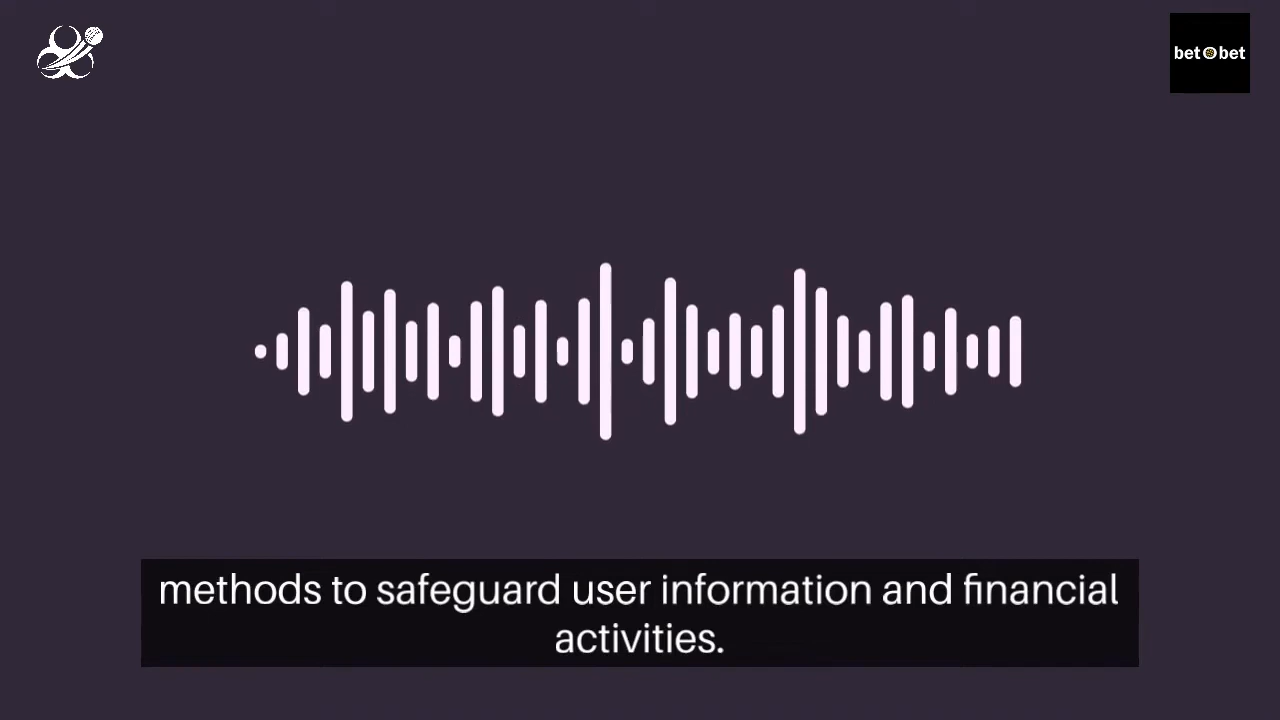 bet bet
methods to safeguard user information and financial
activities.